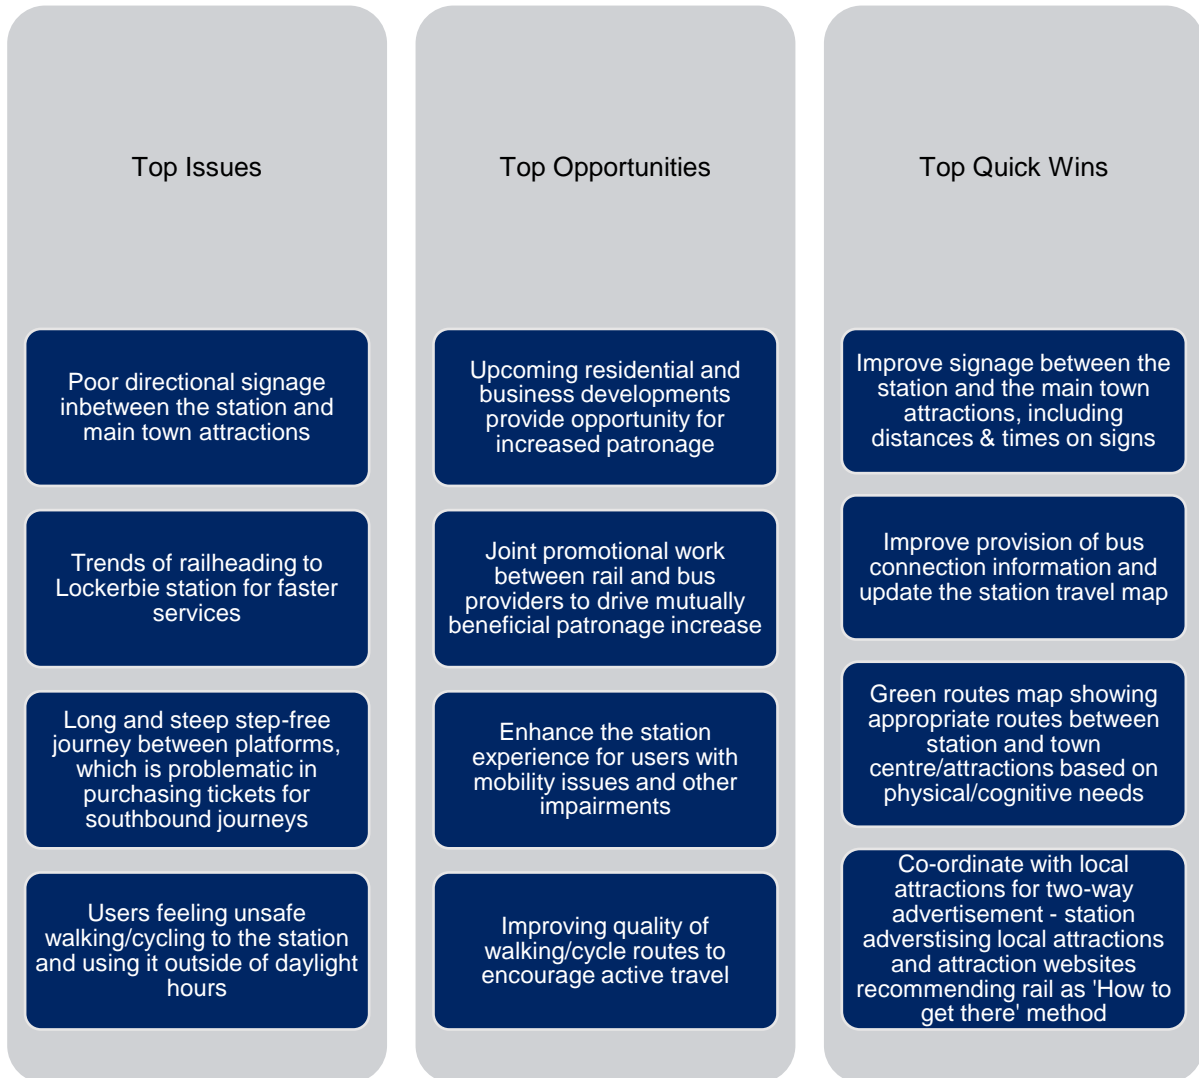 Top Issues
Poor directional signage
inbetween the station and
main town attractions
Trends of railheading to
Lockerbie station for faster
services
Long and steep step-free
journey between platforms,
which is problematic in
purchasing tickets for
southbound journeys
Users feeling unsafe
walking/cycling to the station
and using it outside of daylight
hours
Top Opportunities
Upcoming residential and
business developments
provide opportunity for
increased patronage
Joint promotional work
between rail and bus
providers to drive mutually
beneficial patronage increase
Enhance the station
experience for users with
mobility issues and other
impairments
Improving quality of
walking/cycle routes to
encourage active travel
Top Quick Wins
Improve signage between the
station and the main town
attractions, including
distances & times on signs
Improve provision of bus
connection information and
update the station travel map
Green routes map showing
appropriate routes between
station and town
centre/attractions based on
physical/cognitive needs
Co-ordinate with local
attractions for two-way
advertisement - station
adverstising local attractions
and attraction websites
recommending rail as 'How to
get there' method